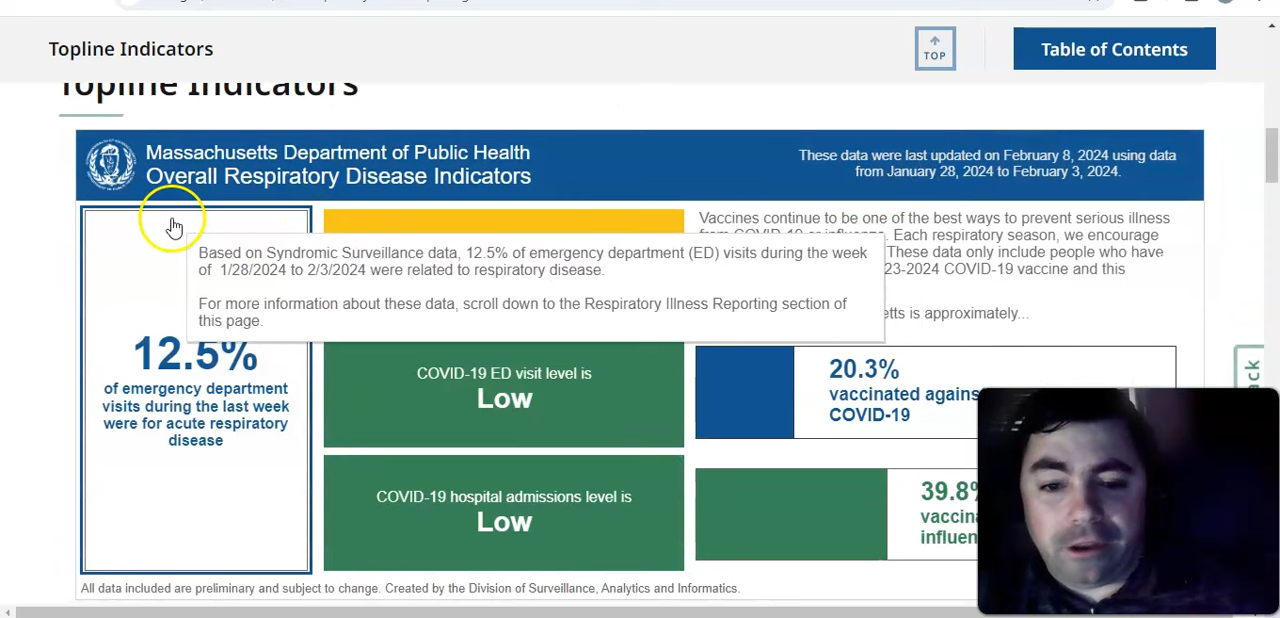 Topline Indicators
TOP
Table of Contents
Topline Indicators
Massachusetts Department of Public Health
Overall Respiratory Disease Indicators
These data were last updated on February 8, 2024 using data
from January 28, 2024 to February 3, 2024.
Vaccines continue to be one of the best ways to prevent serious illness
from COVID-19 or influenza. Each respiratory season, we encourage
These data only include people who have
23-2024 COVID-19 vaccine and this
etts is approximately...
Based on Syndromic Surveillance data, 12.5% of emergency department (ED) visits during the week
of 1/28/2024 to 2/3/2024 were related to respiratory disease.
For more information about these data, scroll down to the Respiratory Illness Reporting section of
this page.
12.5%
of emergency department
visits during the last week
were for acute respiratory
disease
COVID-19 ED visit level is
Low
COVID-19 hospital admissions level is
Low
20.3%
vaccinated agains
COVID-19
39.8%
vaccin
influen
ck
All data included are preliminary and subject to change. Created by the Division of Surveillance, Analytics and Informatics.